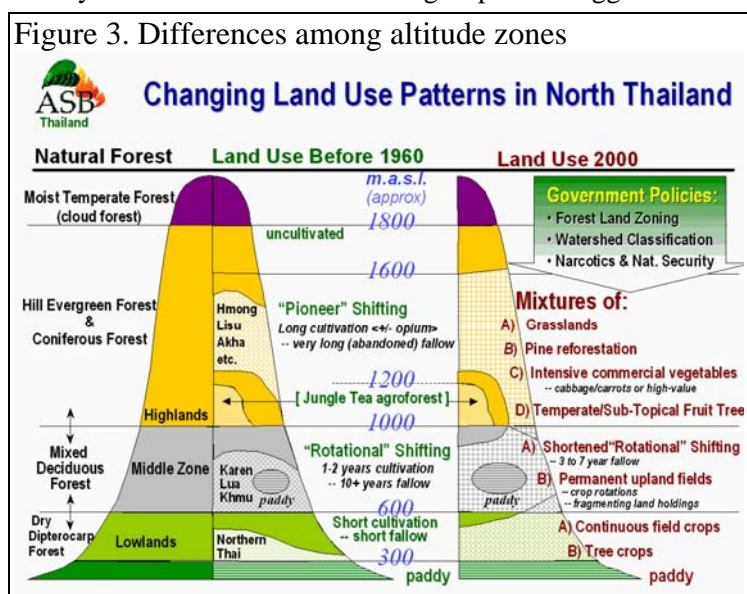 Figure 3. Differences among altitude zones
ASB
Thailand
Changing Land Use Patterns in North Thailand
Natural Forest
Land Use Before 1960
Land Use 2000
m.a.s.l.
(approx)
Moist Temperate Forest
(cloud forest)
1800
uncultivated
1600
Government Policies:
• Forest Land Zoning
• Watershed Classification
• Narcotics & Nat. Security
Hill Evergreen Forest
&
Coniferous Forest
Highlands
Hmong
Lisu
Akha
etc.
"Pioneer" Shifting
Long cultivation <+/- opium>
-- very long (abandoned) fallow
1200
[ Jungle Tea agroforest ]
1000
Mixtures of:
A) Grasslands
B) Pine reforestation
C) Intensive commercial vegetables
-- cabbage/carrots or high-value
D) Temperate/Sub-Topical Fruit Tree
Mixed
Deciduous
Forest
Middle Zone
Karen
Lua
Khmu
paddy
"Rotational" Shifting
1-2 years cultivation
-- 10+ years fallow
600
paddy
A) Shortened"Rotational" Shifting
-- 3 to 7 year fallow
B) Permanent upland fields
-- crop rotations
-- fragmenting land holdings
Dry
Dipterocarp
Forest
Lowlands
Northern
Thai
Short cultivation
-- short fallow
300
paddy
A) Continuous field crops
B) Tree crops
paddy